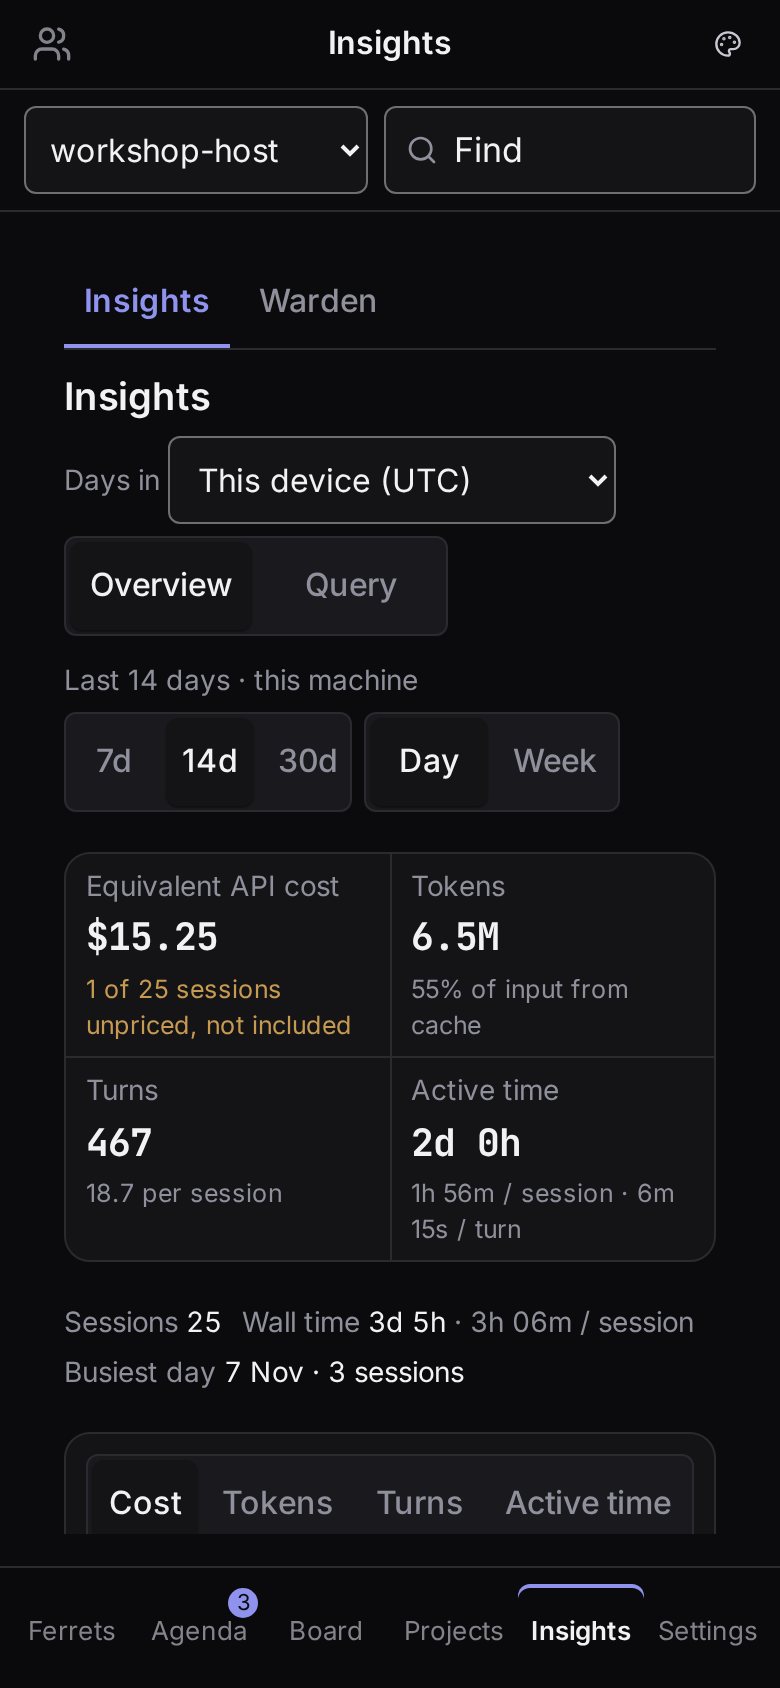 Insights
workshop-host
Find
Insights
Warden
Insights
Days in
This device (UTC)
Overview
Query
Last 14 days · this machine
7d
14d
30d
Day
Week
Equivalent API cost
$15.25
1 of 25 sessions
unpriced, not included
Tokens
6.5M
55% of input from
cache
Turns
467
18.7 per session
Active time
2d 0h
1h 56m / session · 6m
15s / turn
Sessions 25 Wall time 3d 5h · 3h 06m / session
Busiest day 7 Nov · 3 sessions
Cost
Tokens
Turns
Active time
Ferrets
Agenda
3
Board
Projects
Insights
Settings